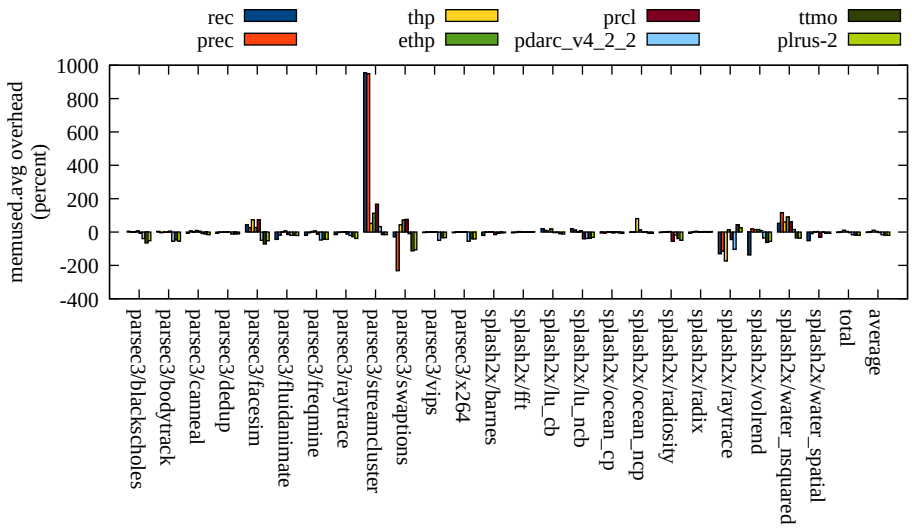 rec thp prcl ttmo
prec ethp pdarc_v4_2_2 plrus-2
memused.avg overhead
(percent)
1000
800
600
400
200
0
-200
-400
parsec3/blackscholes
parsec3/bodytrack
parsec3/canneal
parsec3/dedup
parsec3/facesim
parsec3/fluidanimate
parsec3/freqmine
parsec3/raytrace
parsec3/streamcluster
parsec3/swaptions
parsec3/vips
parsec3/x264
splash2x/barnes
splash2x/fft
splash2x/lu_cb
splash2x/lu_ncb
splash2x/ocean_cp
splash2x/ocean_ncp
splash2x/radiosity
splash2x/radix
splash2x/raytrace
splash2x/volrend
splash2x/water_nsquared
splash2x/water_spatial
total
average